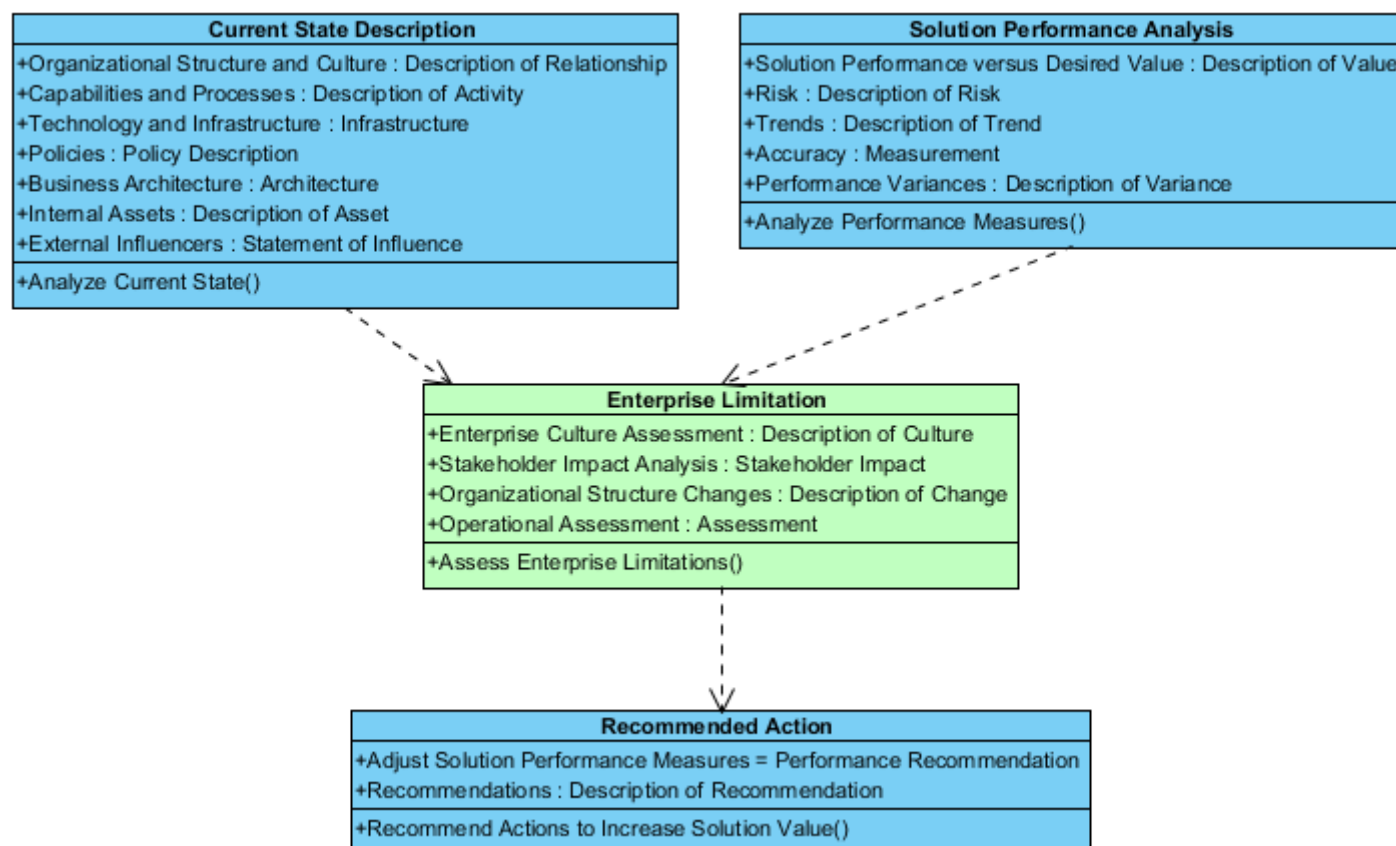 Current State Description
+Organizational Structure and Culture : Description of Relationship
+Capabilities and Processes : Description of Activity
+Technology and Infrastructure : Infrastructure
+Policies : Policy Description
+Business Architecture : Architecture
+Internal Assets : Description of Asset
+External Influencers : Statement of Influence
+Analyze Current State()
Solution Performance Analysis
+Solution Performance versus Desired Value : Description of Value
+Risk : Description of Risk
+Trends : Description of Trend
+Accuracy : Measurement
+Performance Variances : Description of Variance
+Analyze Performance Measures()
Enterprise Limitation
+Enterprise Culture Assessment : Description of Culture
+Stakeholder Impact Analysis : Stakeholder Impact
+Organizational Structure Changes : Description of Change
+Operational Assessment : Assessment
+Assess Enterprise Limitations()
Recommended Action
+Adjust Solution Performance Measures = Performance Recommendation
+Recommendations : Description of Recommendation
+Recommend Actions to Increase Solution Value()